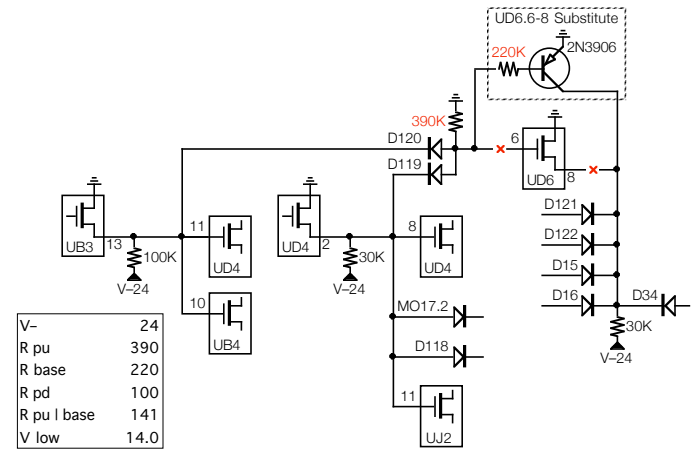 UD6.6-8 Substitute
2N3906
220K
390K
D120
D119
6
8
UD6
UB3
13
100K
V–24
11
UD4
10
UB4
UD4
2
30K
V–24
8
UD4
MO17.2
D118
11
UJ2
D121
D122
D15
D16
D34
30K
V–24
V– 24
R pu 390
R base 220
R pd 100
R pu | base 141
V low 14.0